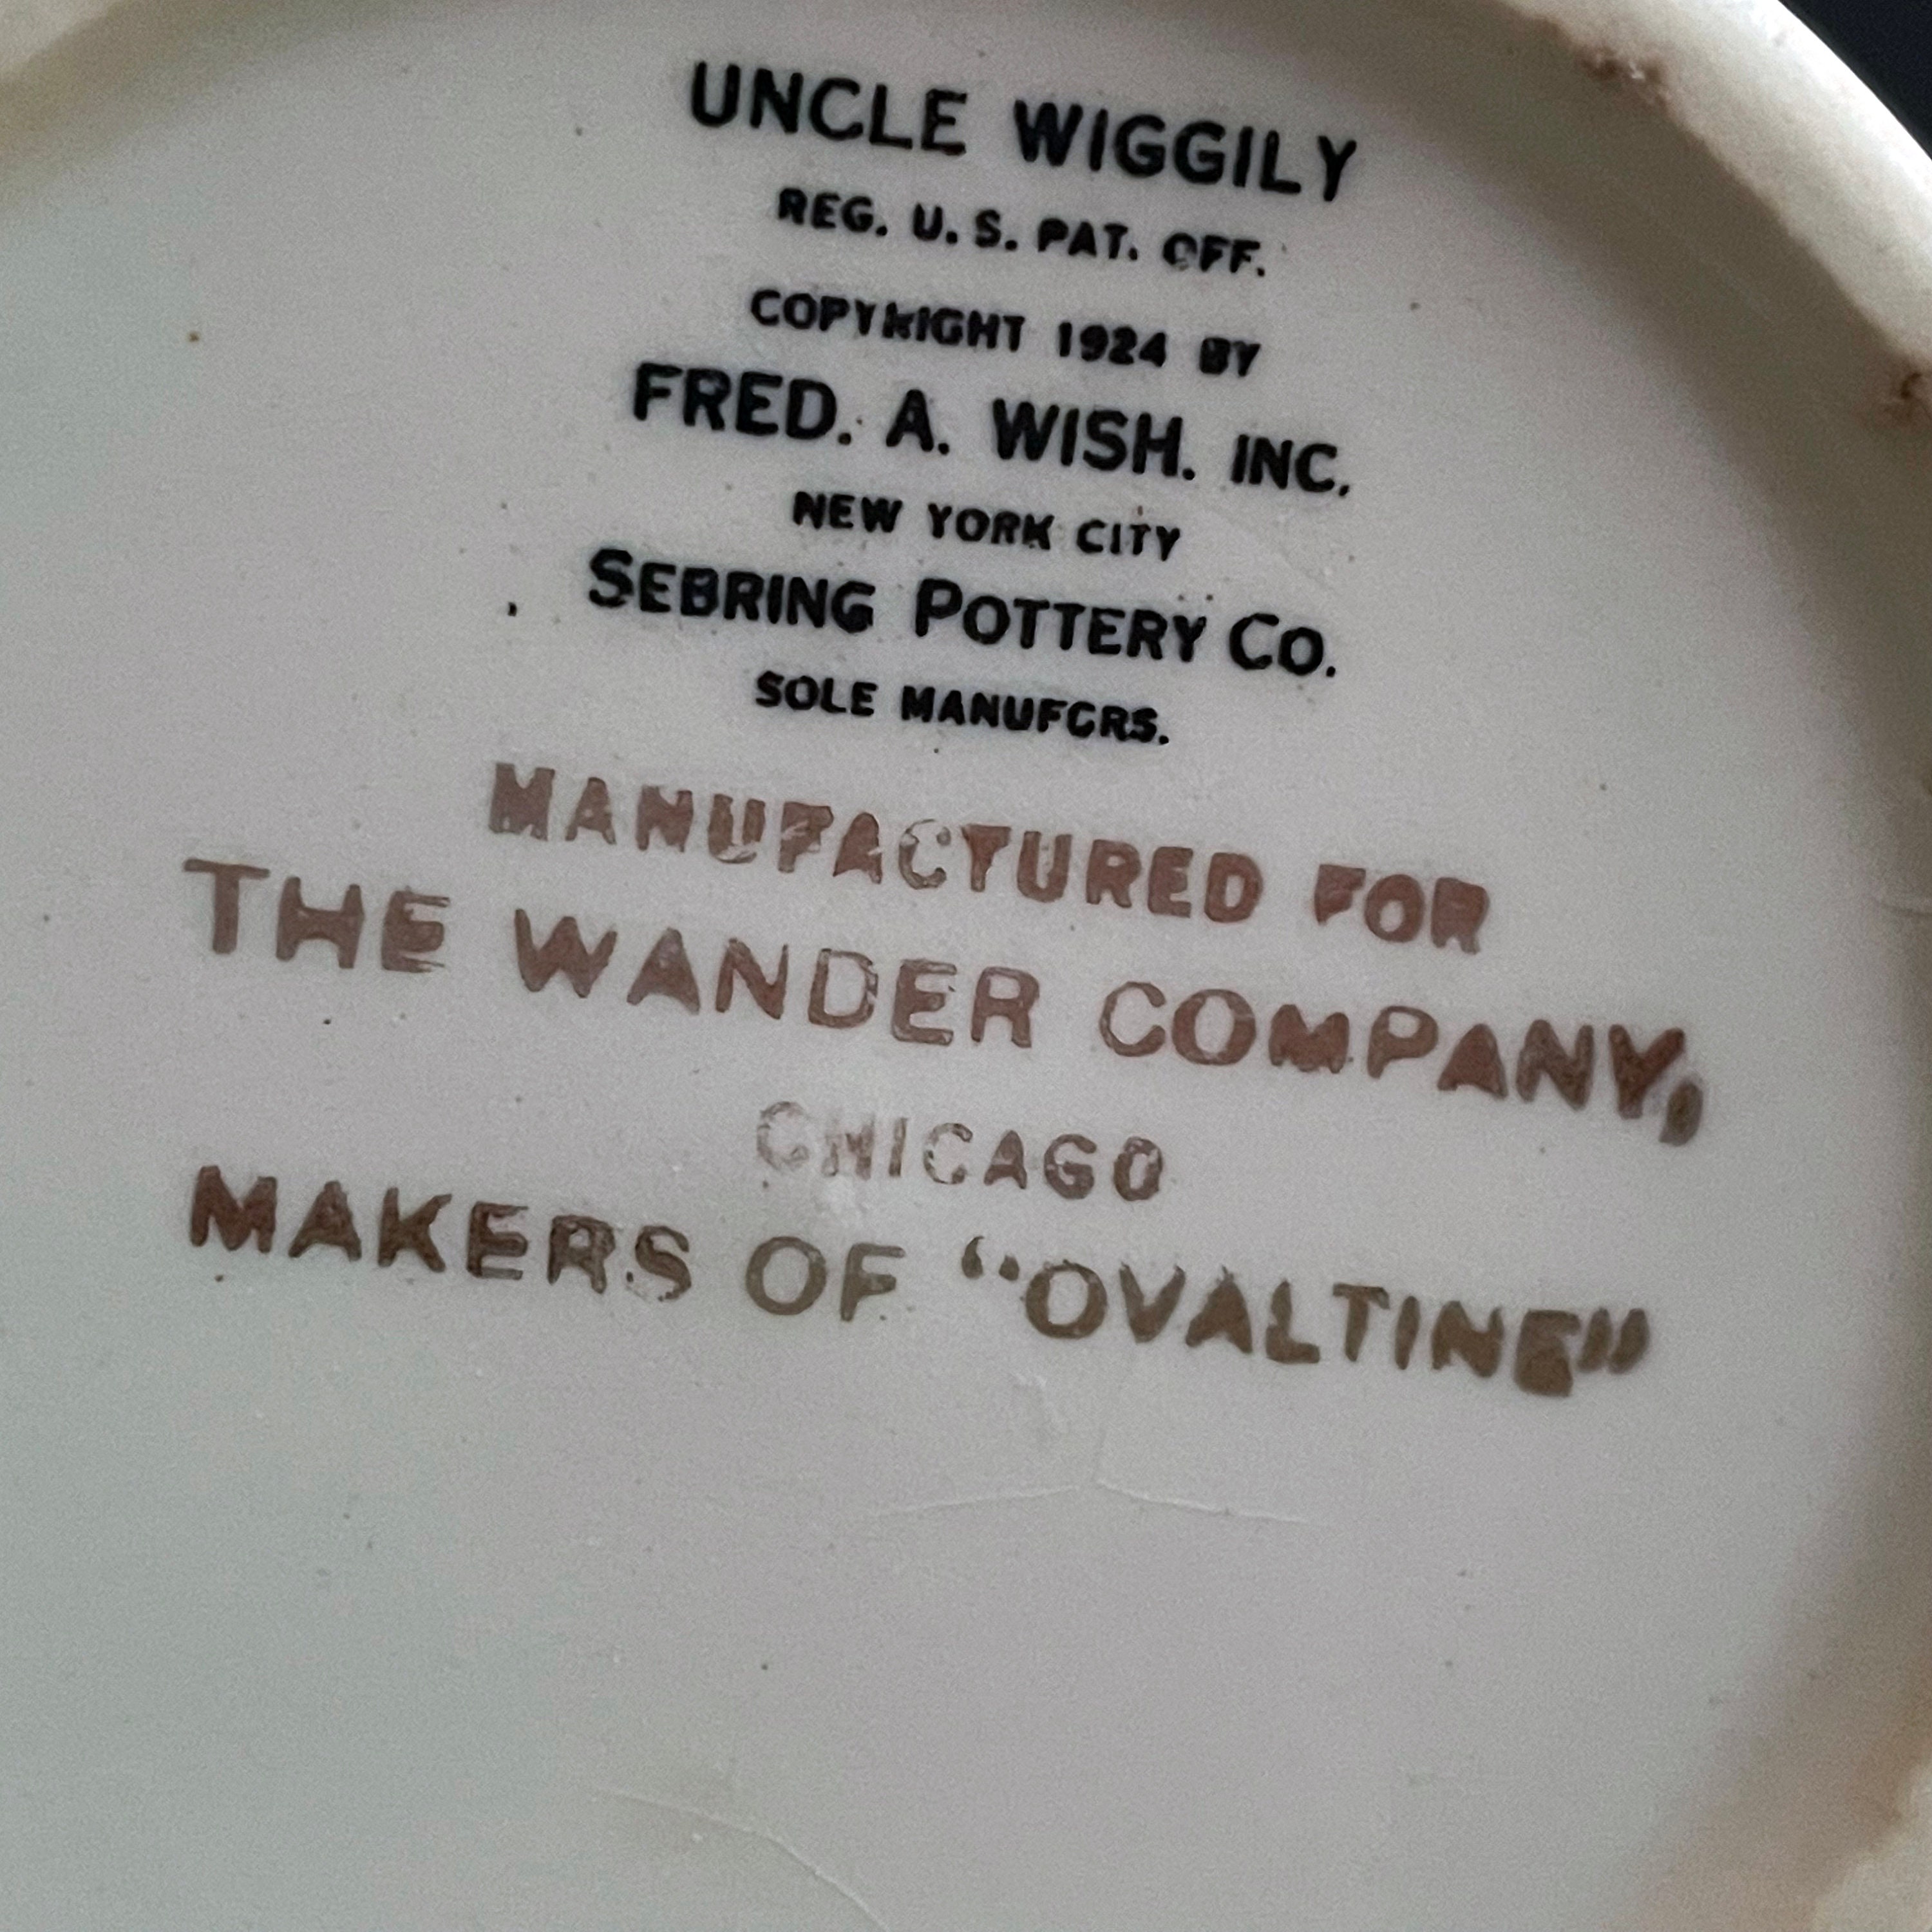 UNCLE WIGGILY
REG. U. S. PAT. OFF.
COPYRIGHT 1924 BY
FRED. A. WISH. INC.
NEW YORK CITY
SEBRING POTTERY CO.
SOLE MANUFCRS.
MANUFACTURED FOR
THE WANDER COMPANY,
CHICAGO
MAKERS OF “OVALTINE”